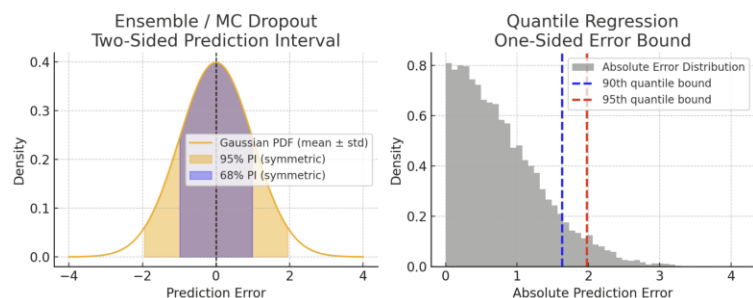 Ensemble / MC Dropout
Two-Sided Prediction Interval
Density
0.4
0.3
0.2
0.1
0.0
Gaussian PDF (mean ± std)
95% PI (symmetric)
68% PI (symmetric)
−4
−2
0
2
4
Prediction Error
Quantile Regression
One-Sided Error Bound
Density
0.8
0.6
0.4
0.2
0.0
Absolute Error Distribution
90th quantile bound
95th quantile bound
0
1
2
3
4
Absolute Prediction Error